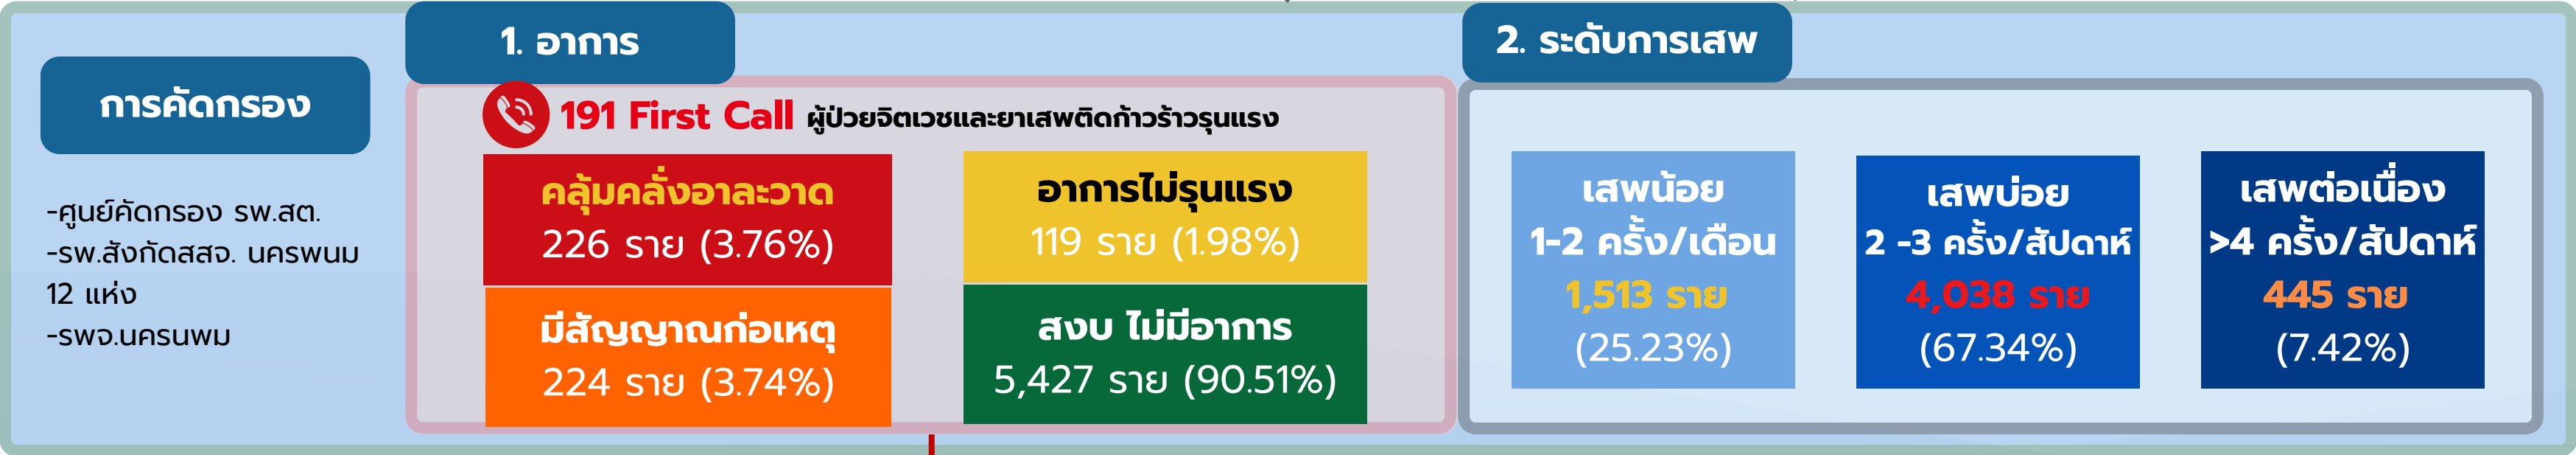 การคัดกรอง
-ศูนย์คัดกรอง รพ.สต.
-รพ.สังกัดสสจ. นครพนม
12 แห่ง
-รพจ.นครนพม
1. อาการ
191 First Call ผู้ป่วยจิตเวชและยาเสพติดก้าวร้าวรุนแรง
คลุ้มคลั่งอาละวาด
226 ราย (3.76%)
อาการไม่รุนแรง
119 ราย (1.98%)
มีสัญญาณก่อเหตุ
224 ราย (3.74%)
สงบ ไม่มีอาการ
5,427 ราย (90.51%)
2. ระดับการเสพ
เสพน้อย
1-2 ครั้ง/เดือน
1,513 ราย
(25.23%)
เสพบ่อย
2 -3 ครั้ง/สัปดาห์
4,038 ราย
(67.34%)
เสพต่อเนื่อง
>4 ครั้ง/สัปดาห์
445 ราย
(7.42%)